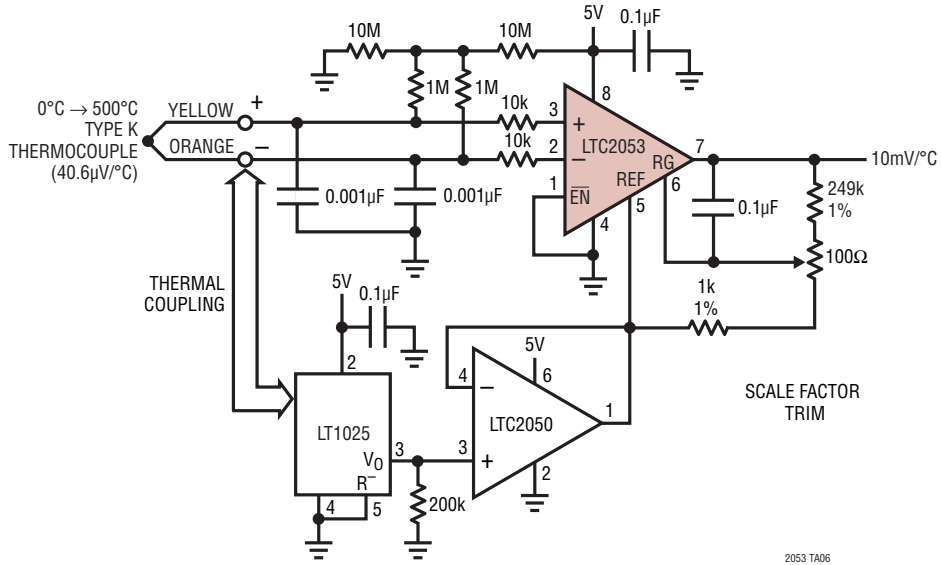 5V
0.1µF
10M
10M
1M
1M
8
0°C → 500°C
TYPE K
THERMOCOUPLE
(40.6µV/°C)
YELLOW
+
ORANGE
–
10k
10k
3
2
+
–
LTC2053
RG
REF
1
EN
4
5
6
7
10mV/°C
0.001µF
0.001µF
0.1µF
249k
1%
100Ω
THERMAL
COUPLING
5V
0.1µF
2
1k
1%
SCALE FACTOR
TRIM
LT1025
VO
R–
3
4
5
200k
5V
6
4
–
LTC2050
3
+
1
2
2053 TA06